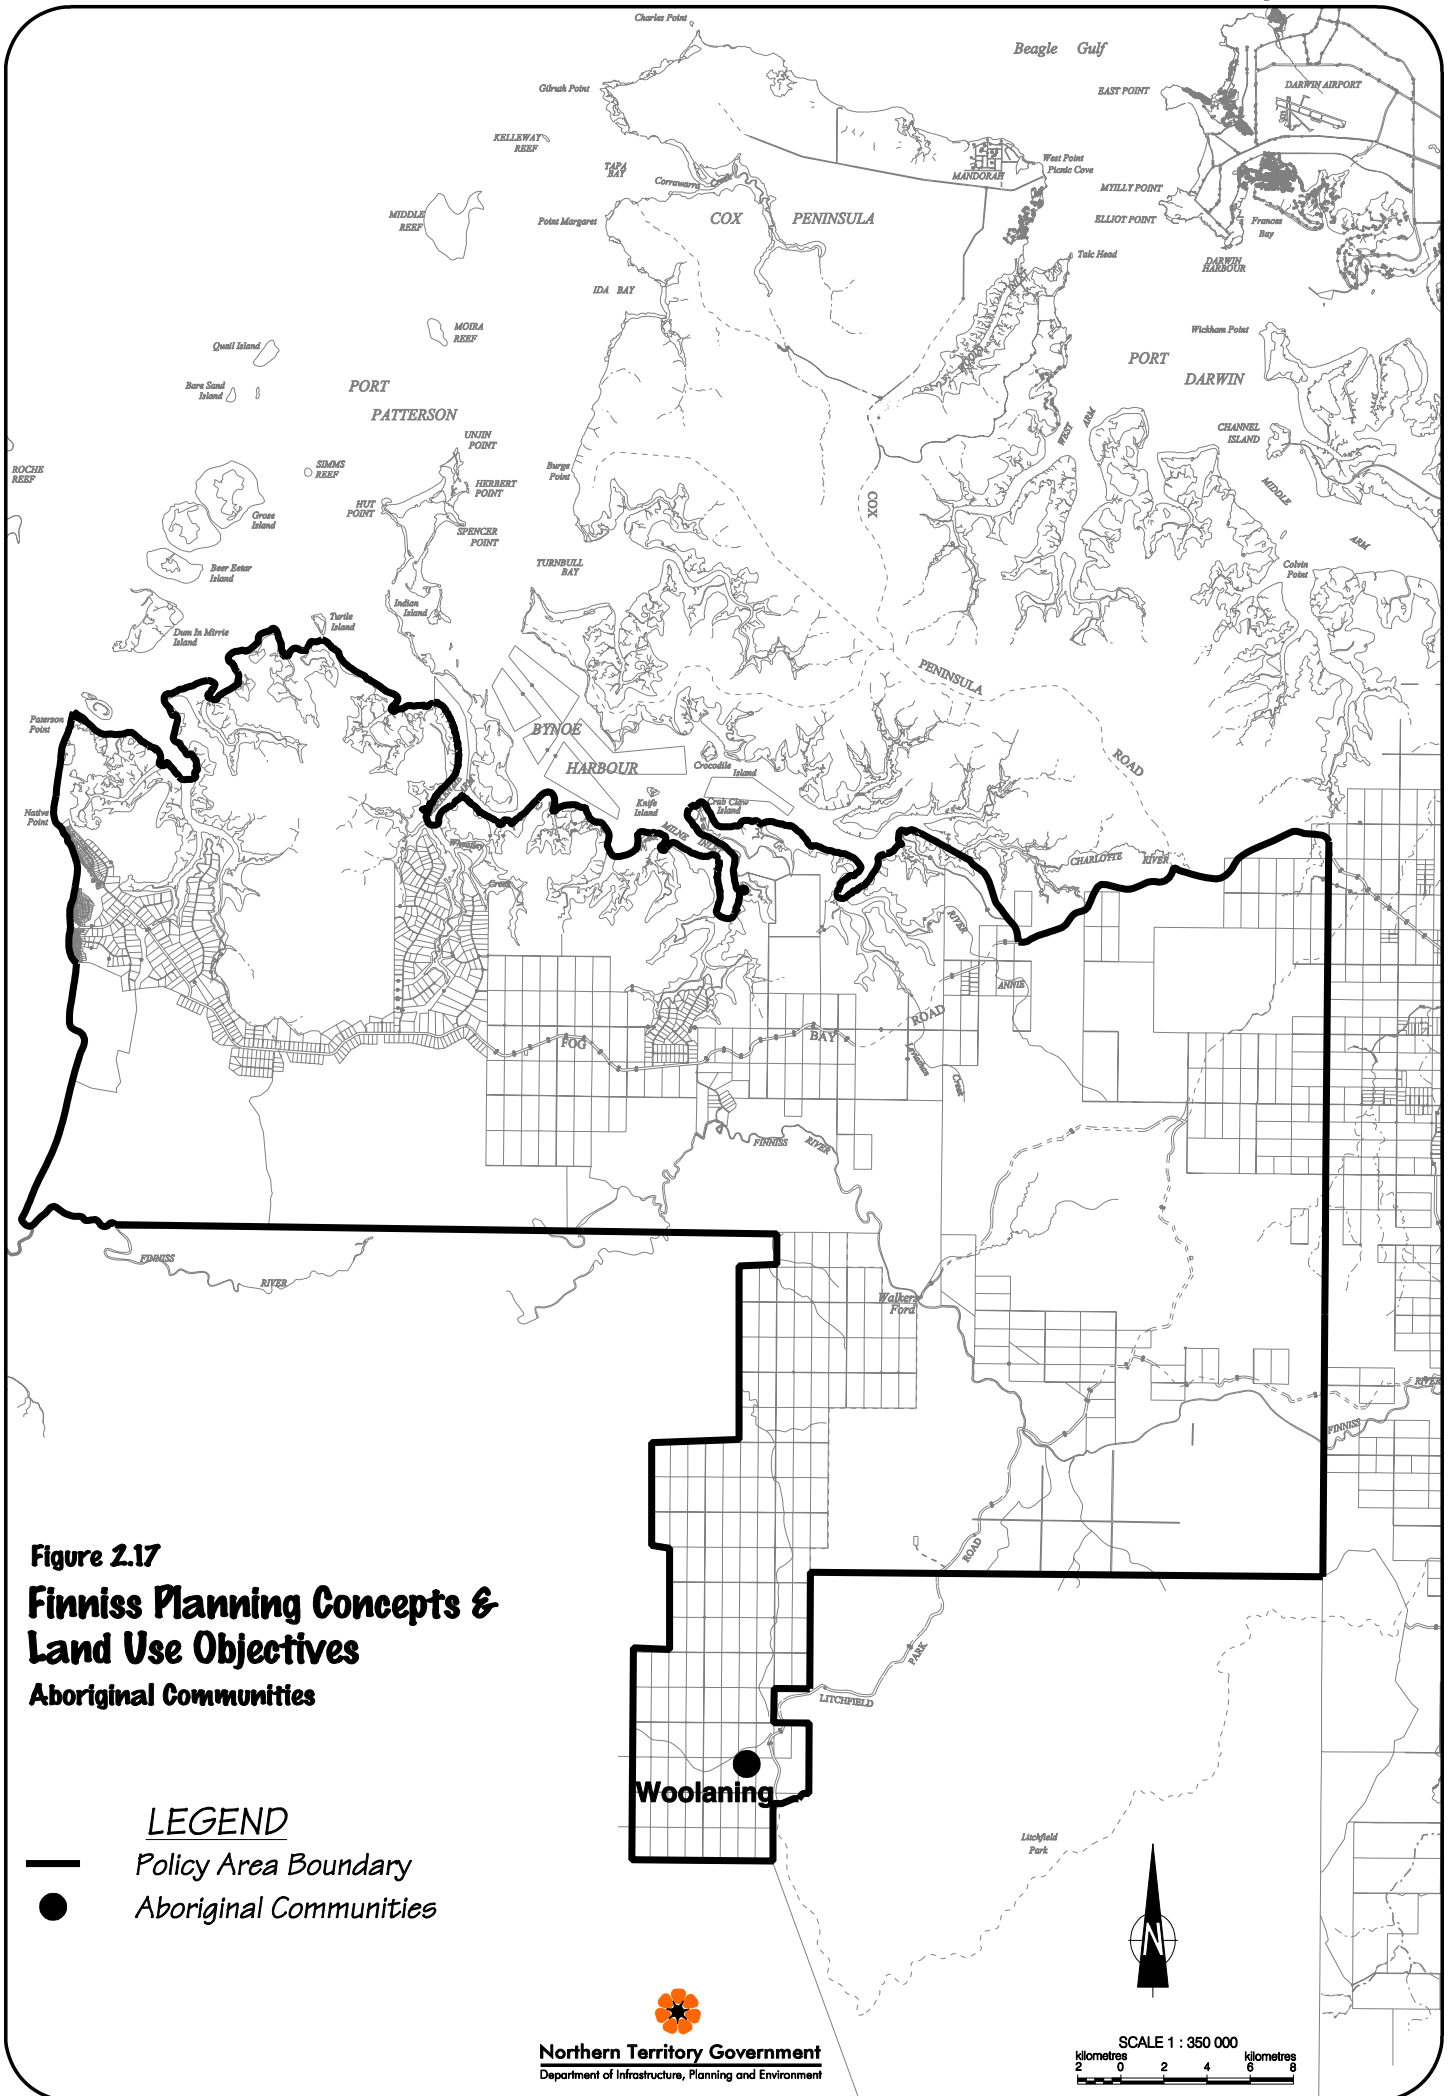 Charles Point
Beagle Gulf
Gilruth Point
EAST POINT
DARWIN AIRPORT
KELLEWAY
REEF
TAPA
BAY
West Point
Picnic Cove
MANDORAH
Corrawarra Creek
MYILLY POINT
MIDDLE
REEF
Point Margaret
COX PENINSULA
ELLIOT POINT
Frances
Bay
Talc Head
DARWIN
HARBOUR
IDA BAY
MOIRA
REEF
Quail Island
Wickham Point
Bare Sand
Island
PORT
PATTERSON
PORT
DARWIN
UNJIN
POINT
WEST ARM
CHANNEL
ISLAND
ROCHE
REEF
SIMMS
REEF
Burge
Point
HERBERT
POINT
MIDDLE
ARM
HUT
POINT
COX
Grose
Island
SPENCER
POINT
Beer Eetar
Island
TURNBULL
BAY
Colvin
Point
Indian
Island
Turtle
Island
Dum In Mirrie
Island
PENINSULA
ROAD
Paterson
Point
BYNOE
HARBOUR
Crocodile
Island
Native
Point
Knife
Island
Crab Claw
Island
MILNE
INLET
Wheatley
Creek
CHARLOTTE RIVER
RIVER
ANNIE
FOG
BAY
ROAD
Leviathan
Creek
FINNISS RIVER
FINNISS
RIVER
Walkers
Ford
RIVER
FINNISS
ROAD
PARK
LITCHFIELD
Woolaning
Litchfield
Park
Figure 2.17
Finniss Planning Concepts &
Land Use Objectives
Aboriginal Communities
LEGEND
Policy Area Boundary
Aboriginal Communities
N
Northern Territory Government
Department of Infrastructure, Planning and Environment
SCALE 1 : 350 000
kilometres kilometres
2 0 2 4 6 8